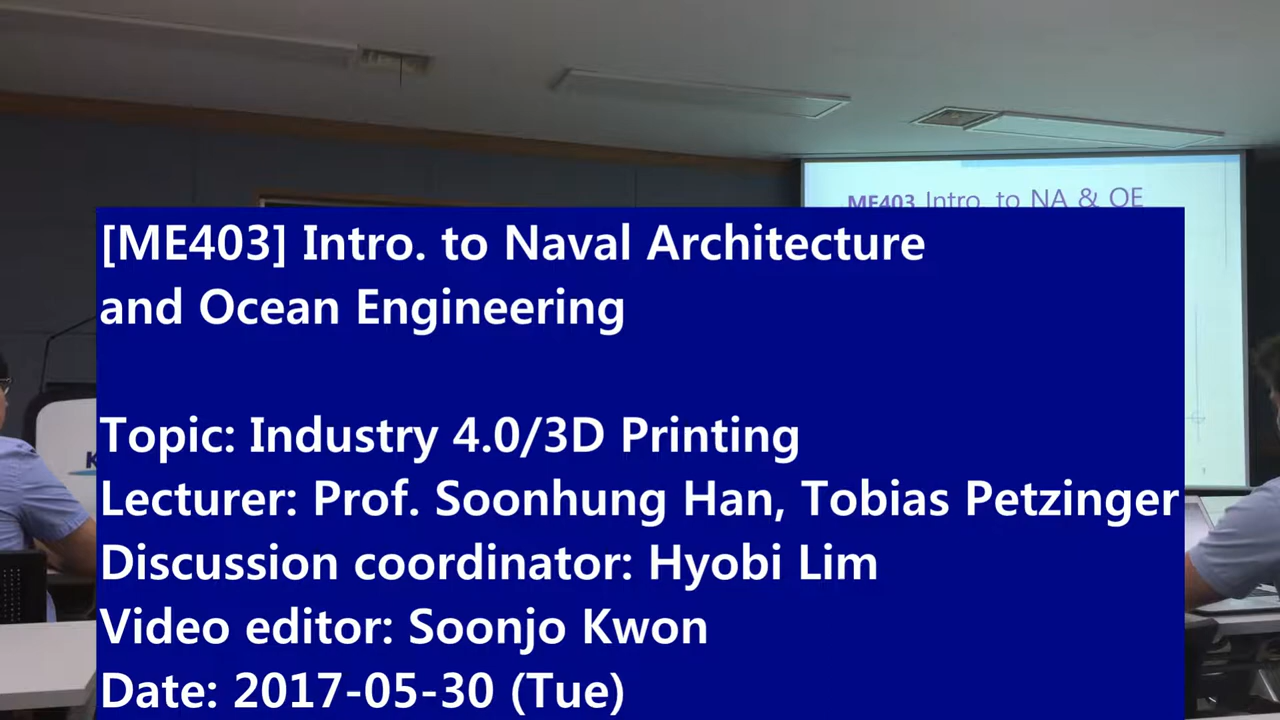 ME403 Intro. to NA & OE
[ME403] Intro. to Naval Architecture
and Ocean Engineering
Topic: Industry 4.0/3D Printing
Lecturer: Prof. Soonhung Han, Tobias Petzinger
Discussion coordinator: Hyobi Lim
Video editor: Soonjo Kwon
Date: 2017-05-30 (Tue)